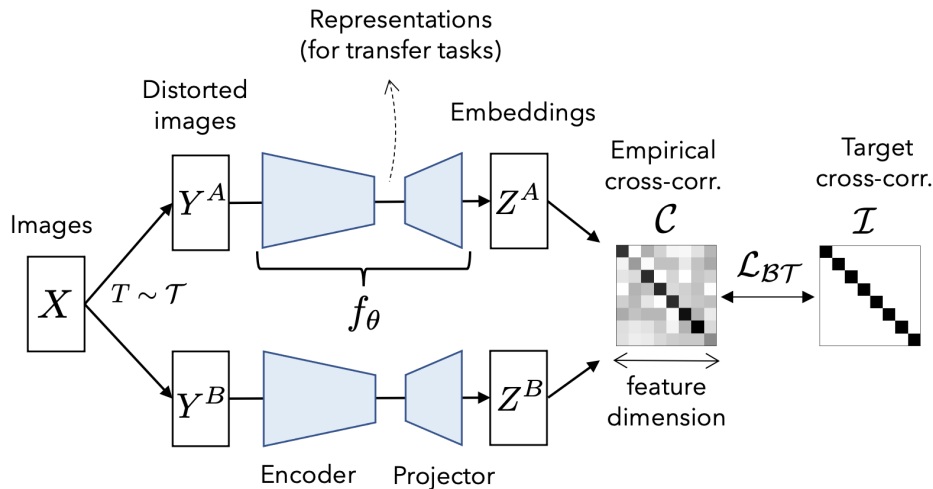 Representations
(for transfer tasks)
Distorted
images
Embeddings
Empirical
cross-corr.
Target
cross-corr.
Images
Y^A
Z^A
𝒞
ℐ
X
T ∼ 𝒯
f_θ
ℒ_ℬ𝒯
Y^B
Z^B
feature
dimension
Encoder
Projector